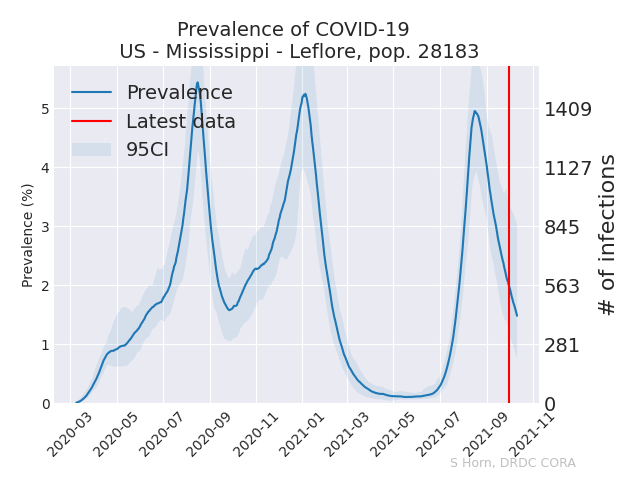 Prevalence of COVID-19
US - Mississippi - Leflore, pop. 28183
Prevalence
Latest data
95CI
Prevalence (%)
5
4
3
2
1
0
1409
1127
845
563
281
0
# of infections
2020-03
2020-05
2020-07
2020-09
2020-11
2021-01
2021-03
2021-05
2021-07
2021-09
2021-11
S Horn, DRDC CORA